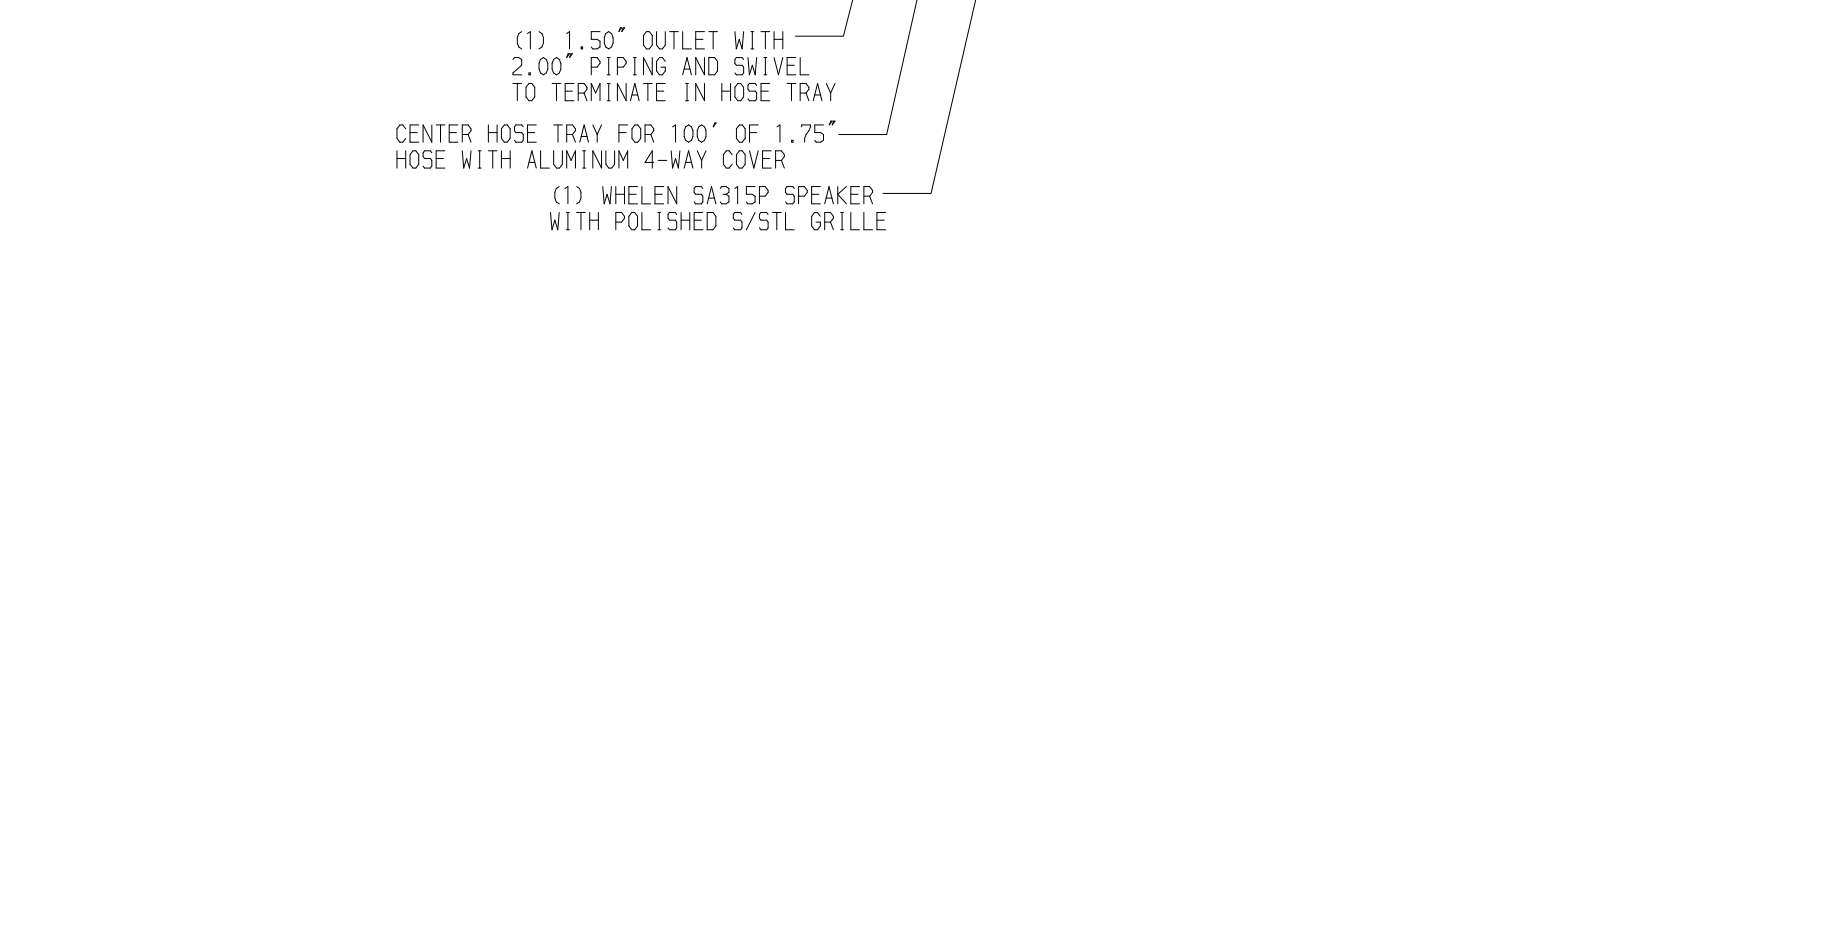 (1) 1.50" OUTLET WITH
2.00" PIPING AND SWIVEL
TO TERMINATE IN HOSE TRAY
CENTER HOSE TRAY FOR 100' OF 1.75"
HOSE WITH ALUMINUM 4-WAY COVER
(1) WHELEN SA315P SPEAKER
WITH POLISHED S/STL GRILLE